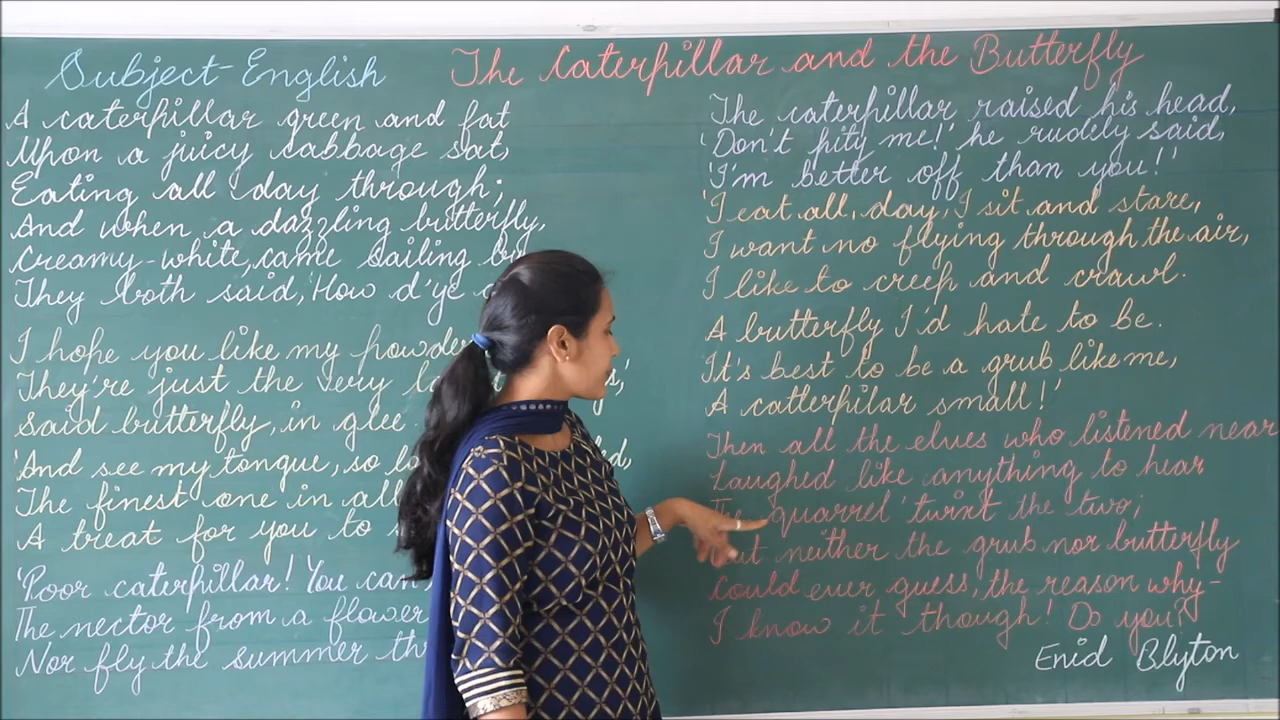 Subject-English
The Caterpillar and the Butterfly
A caterpillar green and fat
Upon a juicy cabbage sat,
Eating all day through;
And when a dazzling butterfly,
Creamy-white, came sailing
They both said, 'How d'ye
I hope you like my
They're just the very
Said butterfly, in glee.
'And see my tongue, so
The finest one in all
A treat for you to
'Poor caterpillar! You can
The nector from a flower
Nor fly the summer
The caterpillar raised his head,
'Don't pity me!' he rudely said,
'I'm better off than you!'
'I eat all, day, I sit and stare,
I want no flying through the air,
I like to creep and crawl.
A butterfly I'd hate to be.
It's best to be a grub like me,
A catterpilar small!'
Then all the elves who listened near
Laughed like anything to hear
The quarrel 'twixt the two;
neither the grub nor butterfly
Could ever guess, the reason why-
I know it though! Do you?
Enid Blyton